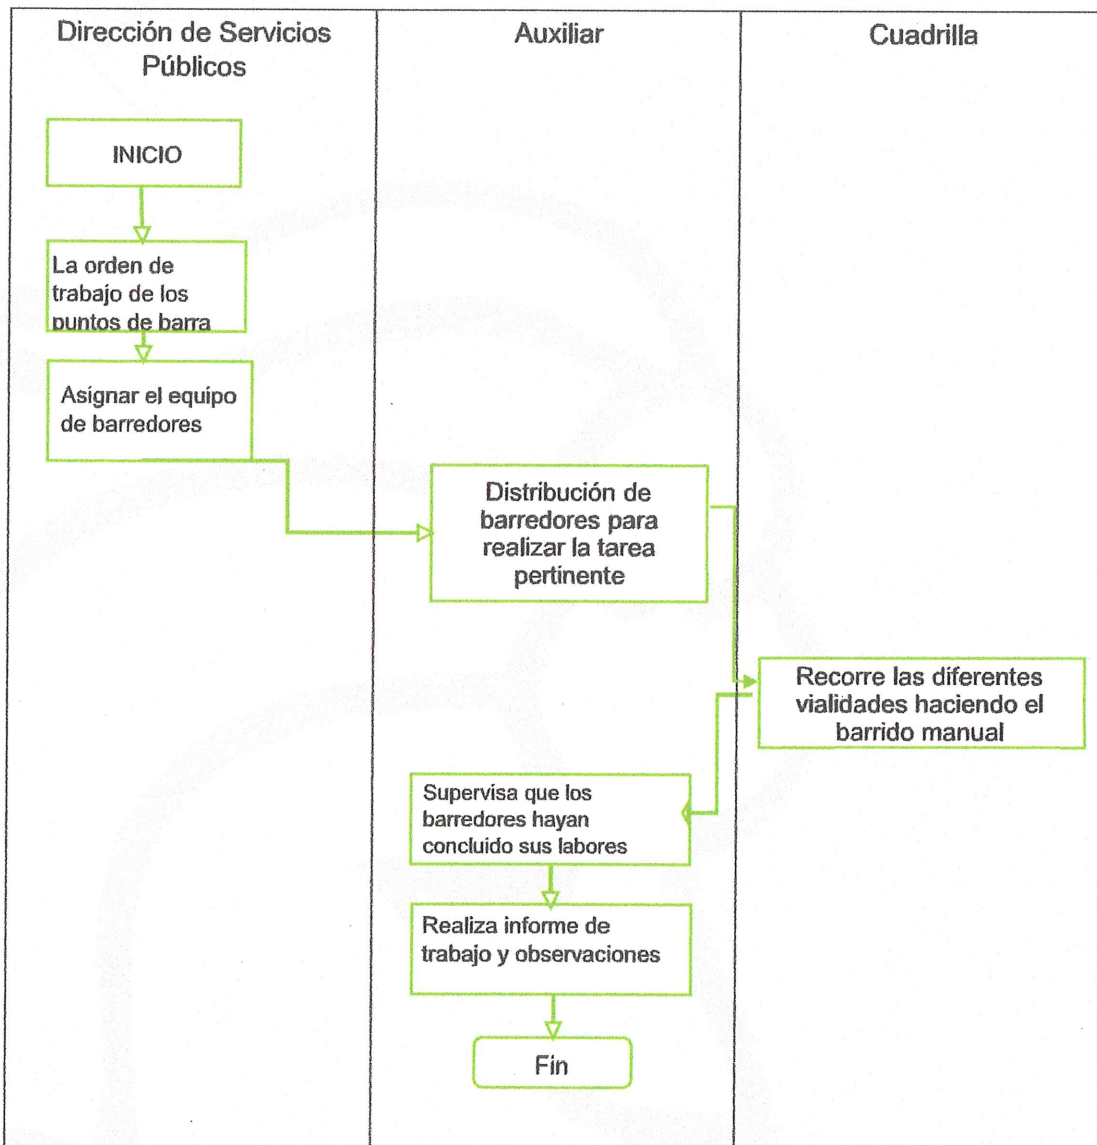 Dirección de Servicios
Públicos
Auxiliar
Cuadrilla
INICIO
La orden de
trabajo de los
puntos de barra
Asignar el equipo
de barredores
Distribución de
barredores para
realizar la tarea
pertinente
Recorre las diferentes
vialidades haciendo el
barrido manual
Supervisa que los
barredores hayan
concluido sus labores
Realiza informe de
trabajo y observaciones
Fin